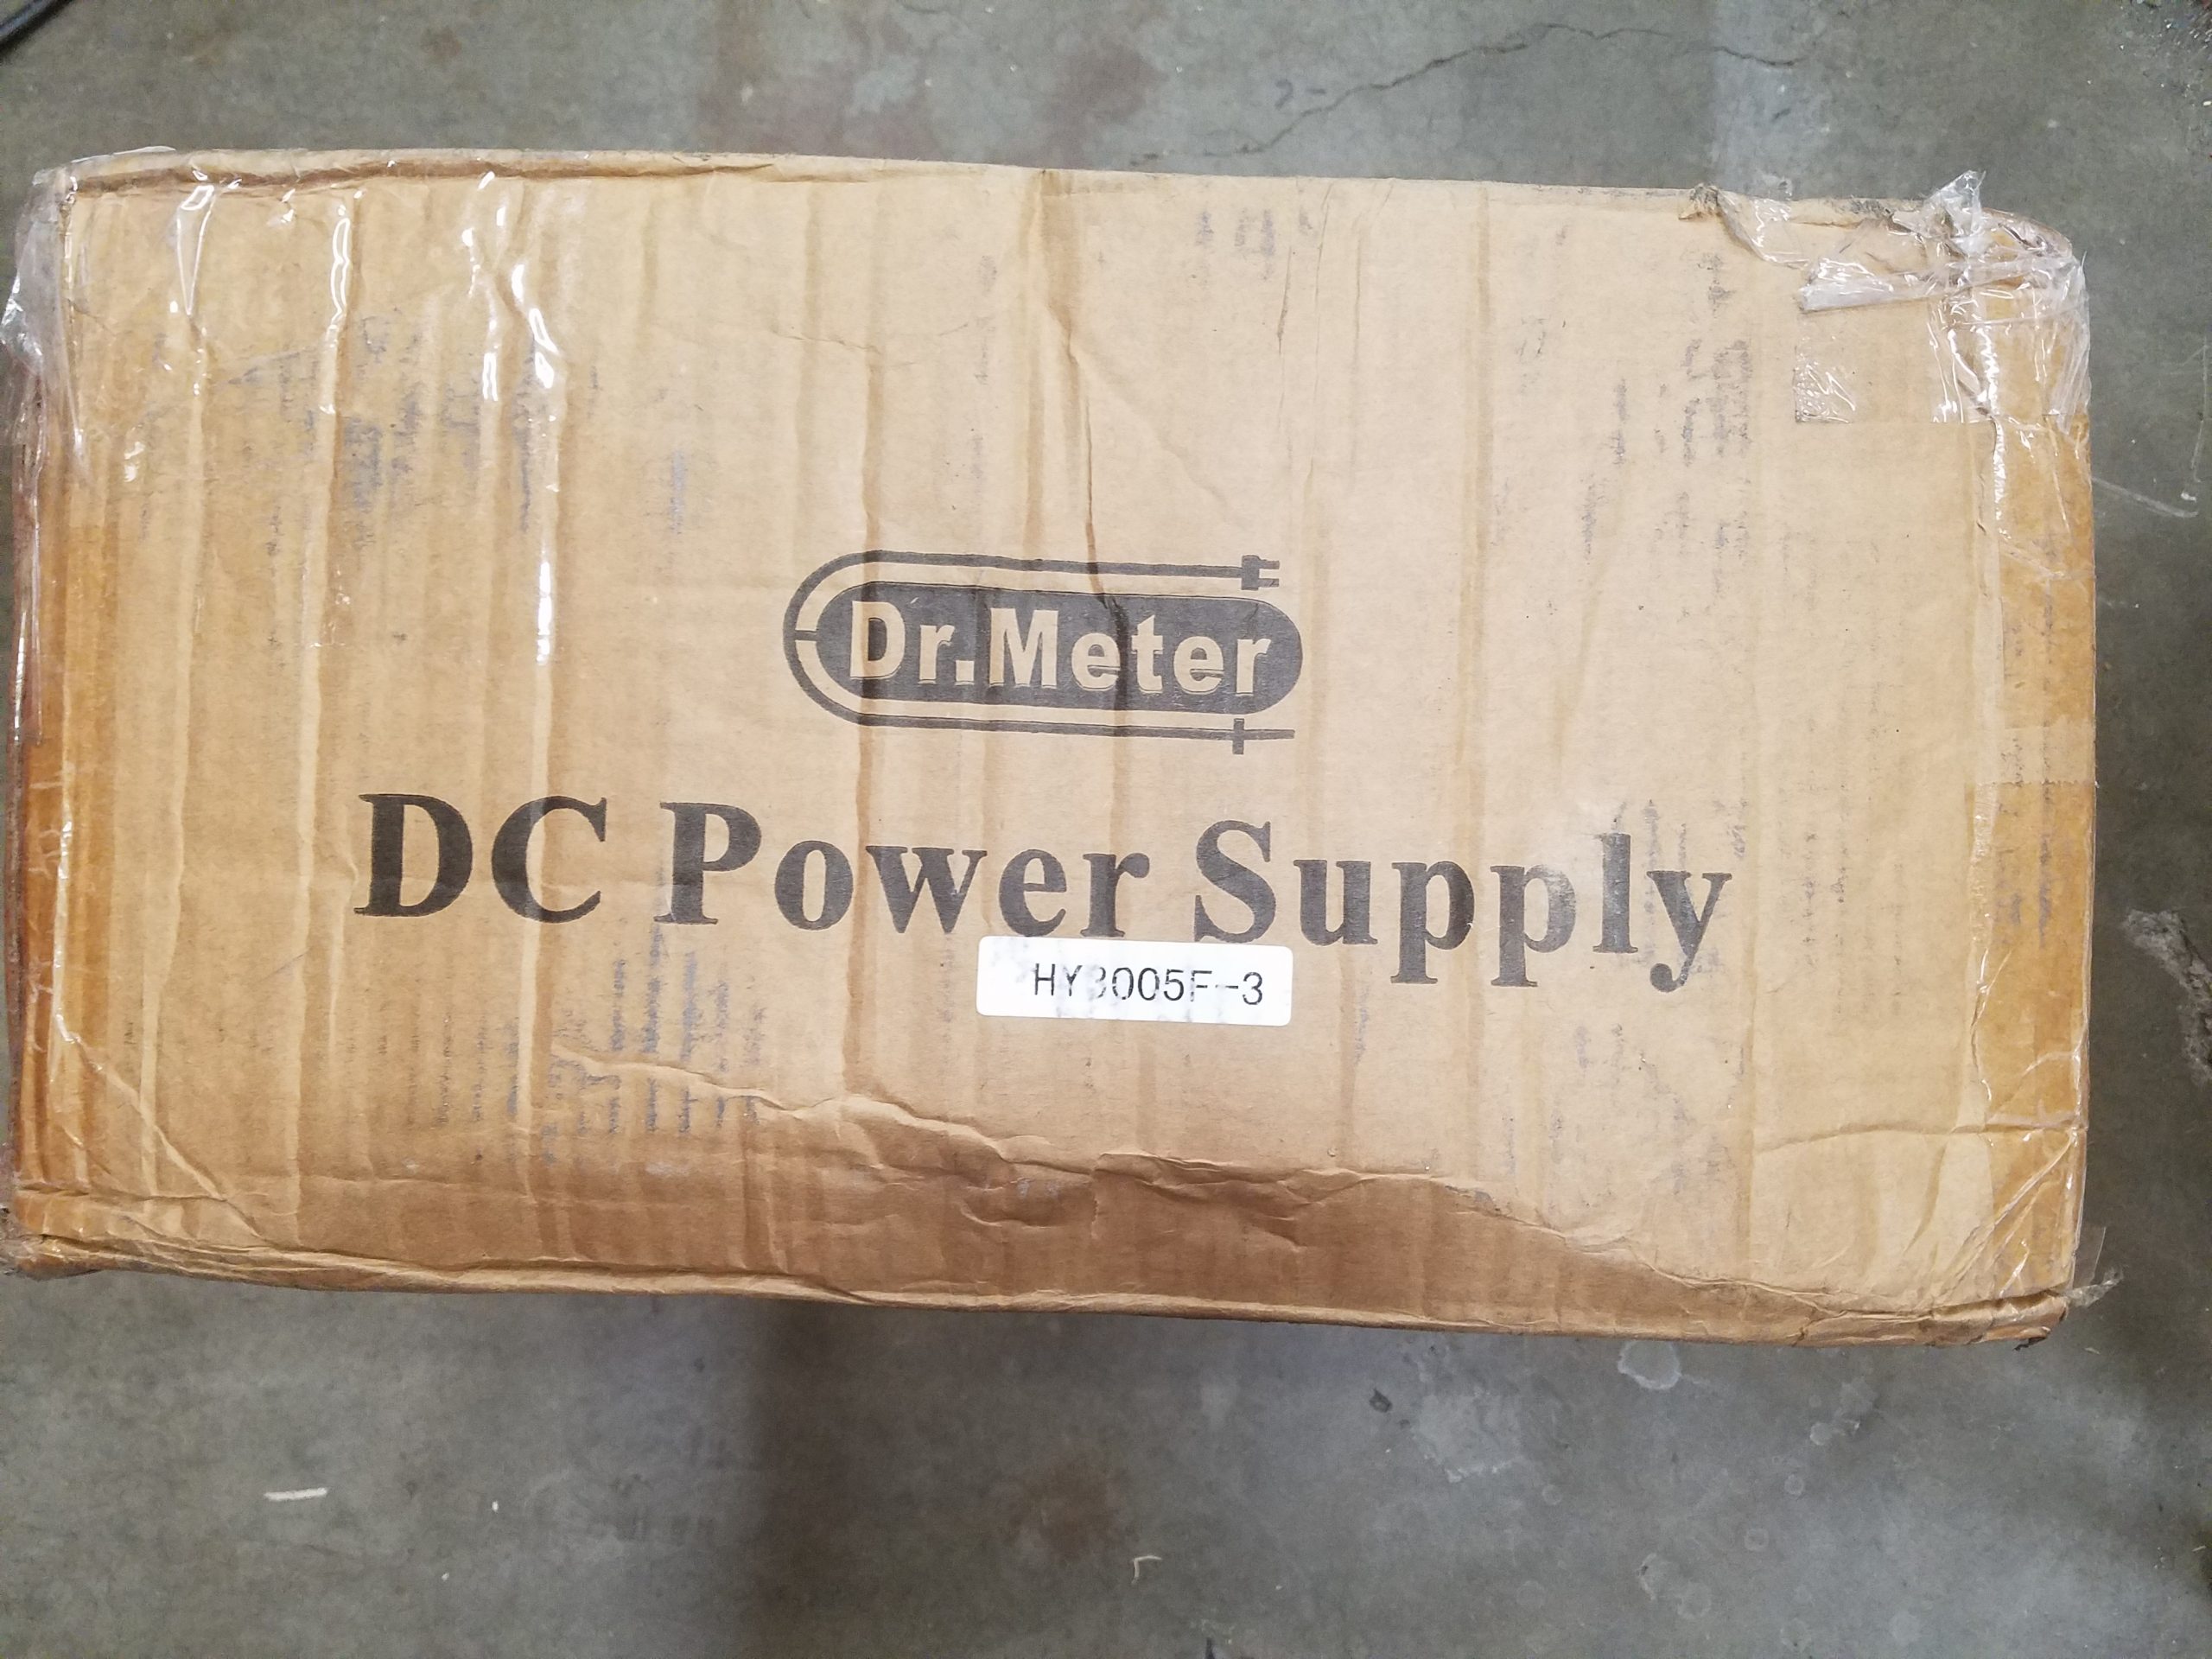 Dr.Meter
DC Power Supply
HY3005F-3